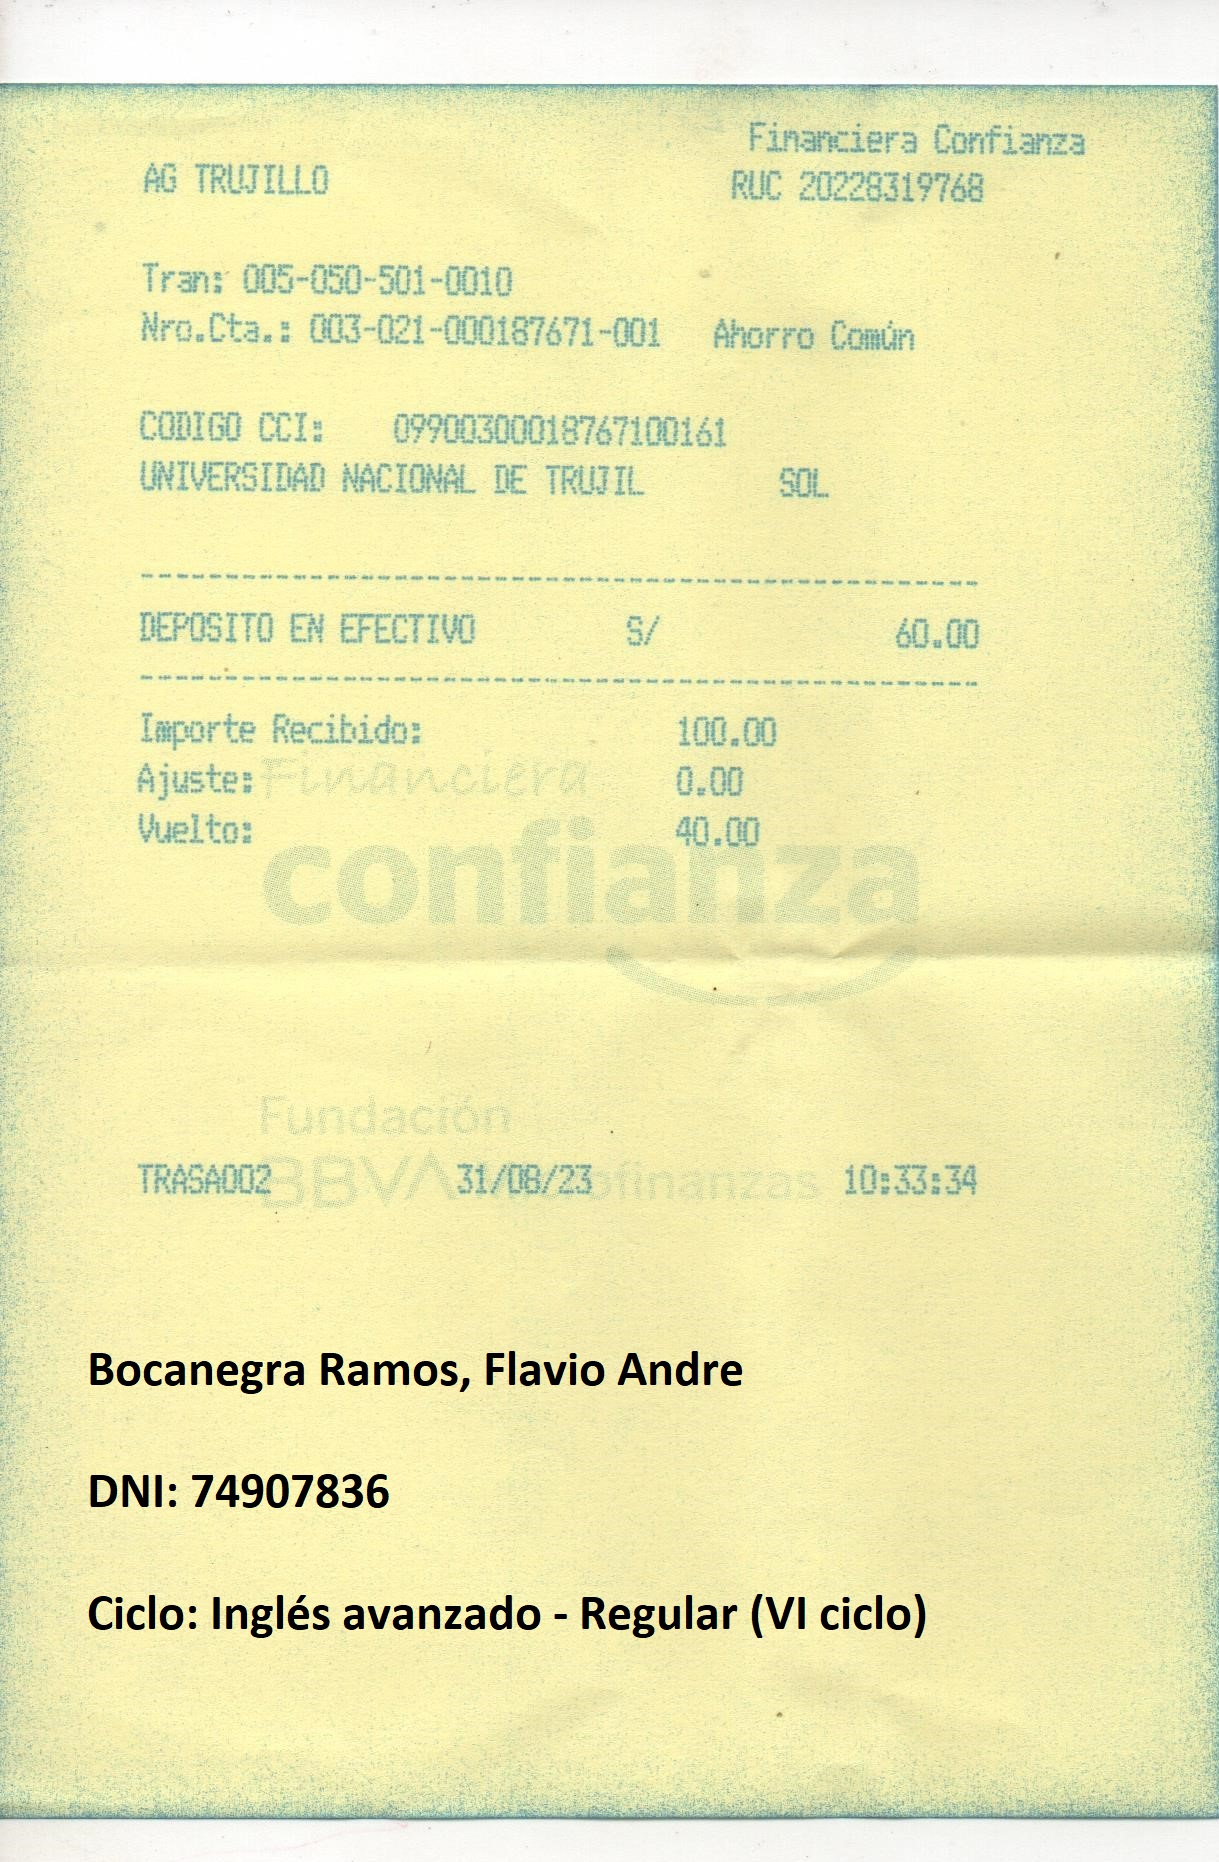 Financiera Confianza
AG TRUJILLO RUC 20228319768
Tran: 005-050-501-0010
Nro.Cta.: 003-021-000187671-001 Ahorro Común
CODIGO CCI: 09900300018767100161
UNIVERSIDAD NACIONAL DE TRUJIL SOL
DEPOSITO EN EFECTIVO S/ 60.00
Importe Recibido: 100.00
Ajuste: 0.00
Financiera
Vuelto: 40.00
confianza
Fundación
BBVA Microfinanzas
TRASA002 31/08/23 10:33:34
Bocanegra Ramos, Flavio Andre
DNI: 74907836
Ciclo: Inglés avanzado - Regular (VI ciclo)